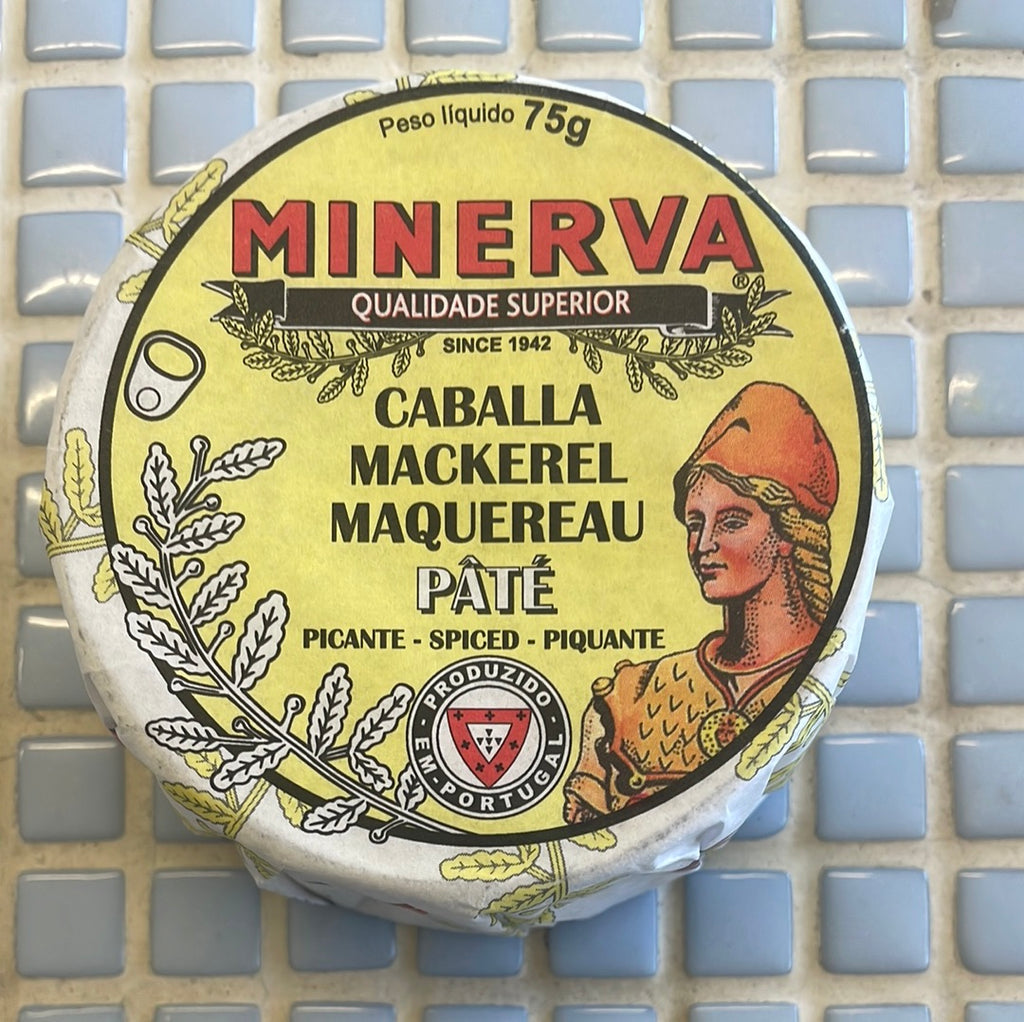 Peso líquido 75g
MINERVA
®
QUALIDADE SUPERIOR
SINCE 1942
CABALLA
MACKEREL
MAQUEREAU
PÂTÉ
PICANTE - SPICED - PIQUANTE
PRODUZIDO
EM - PORTUGAL